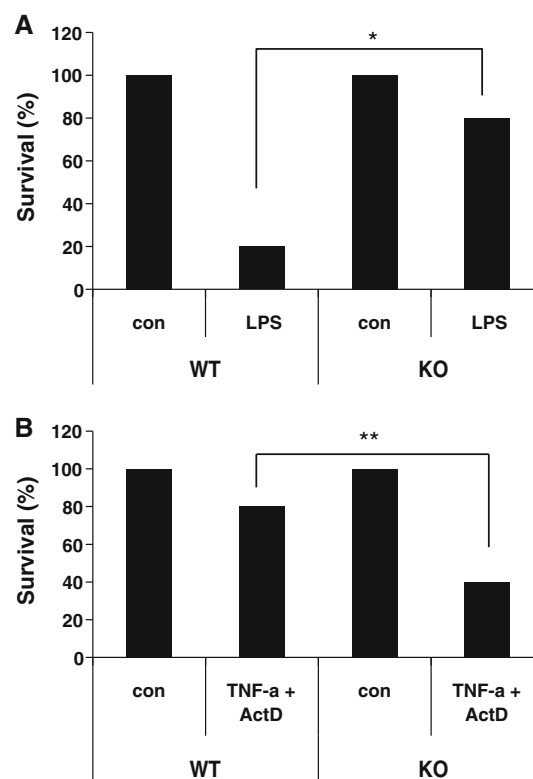 A
120
100
80
60
40
20
0
Survival (%)
*
con
LPS
con
LPS
WT
KO
B
120
100
80
60
40
20
0
Survival (%)
**
con
TNF-a +
ActD
con
TNF-a +
ActD
WT
KO